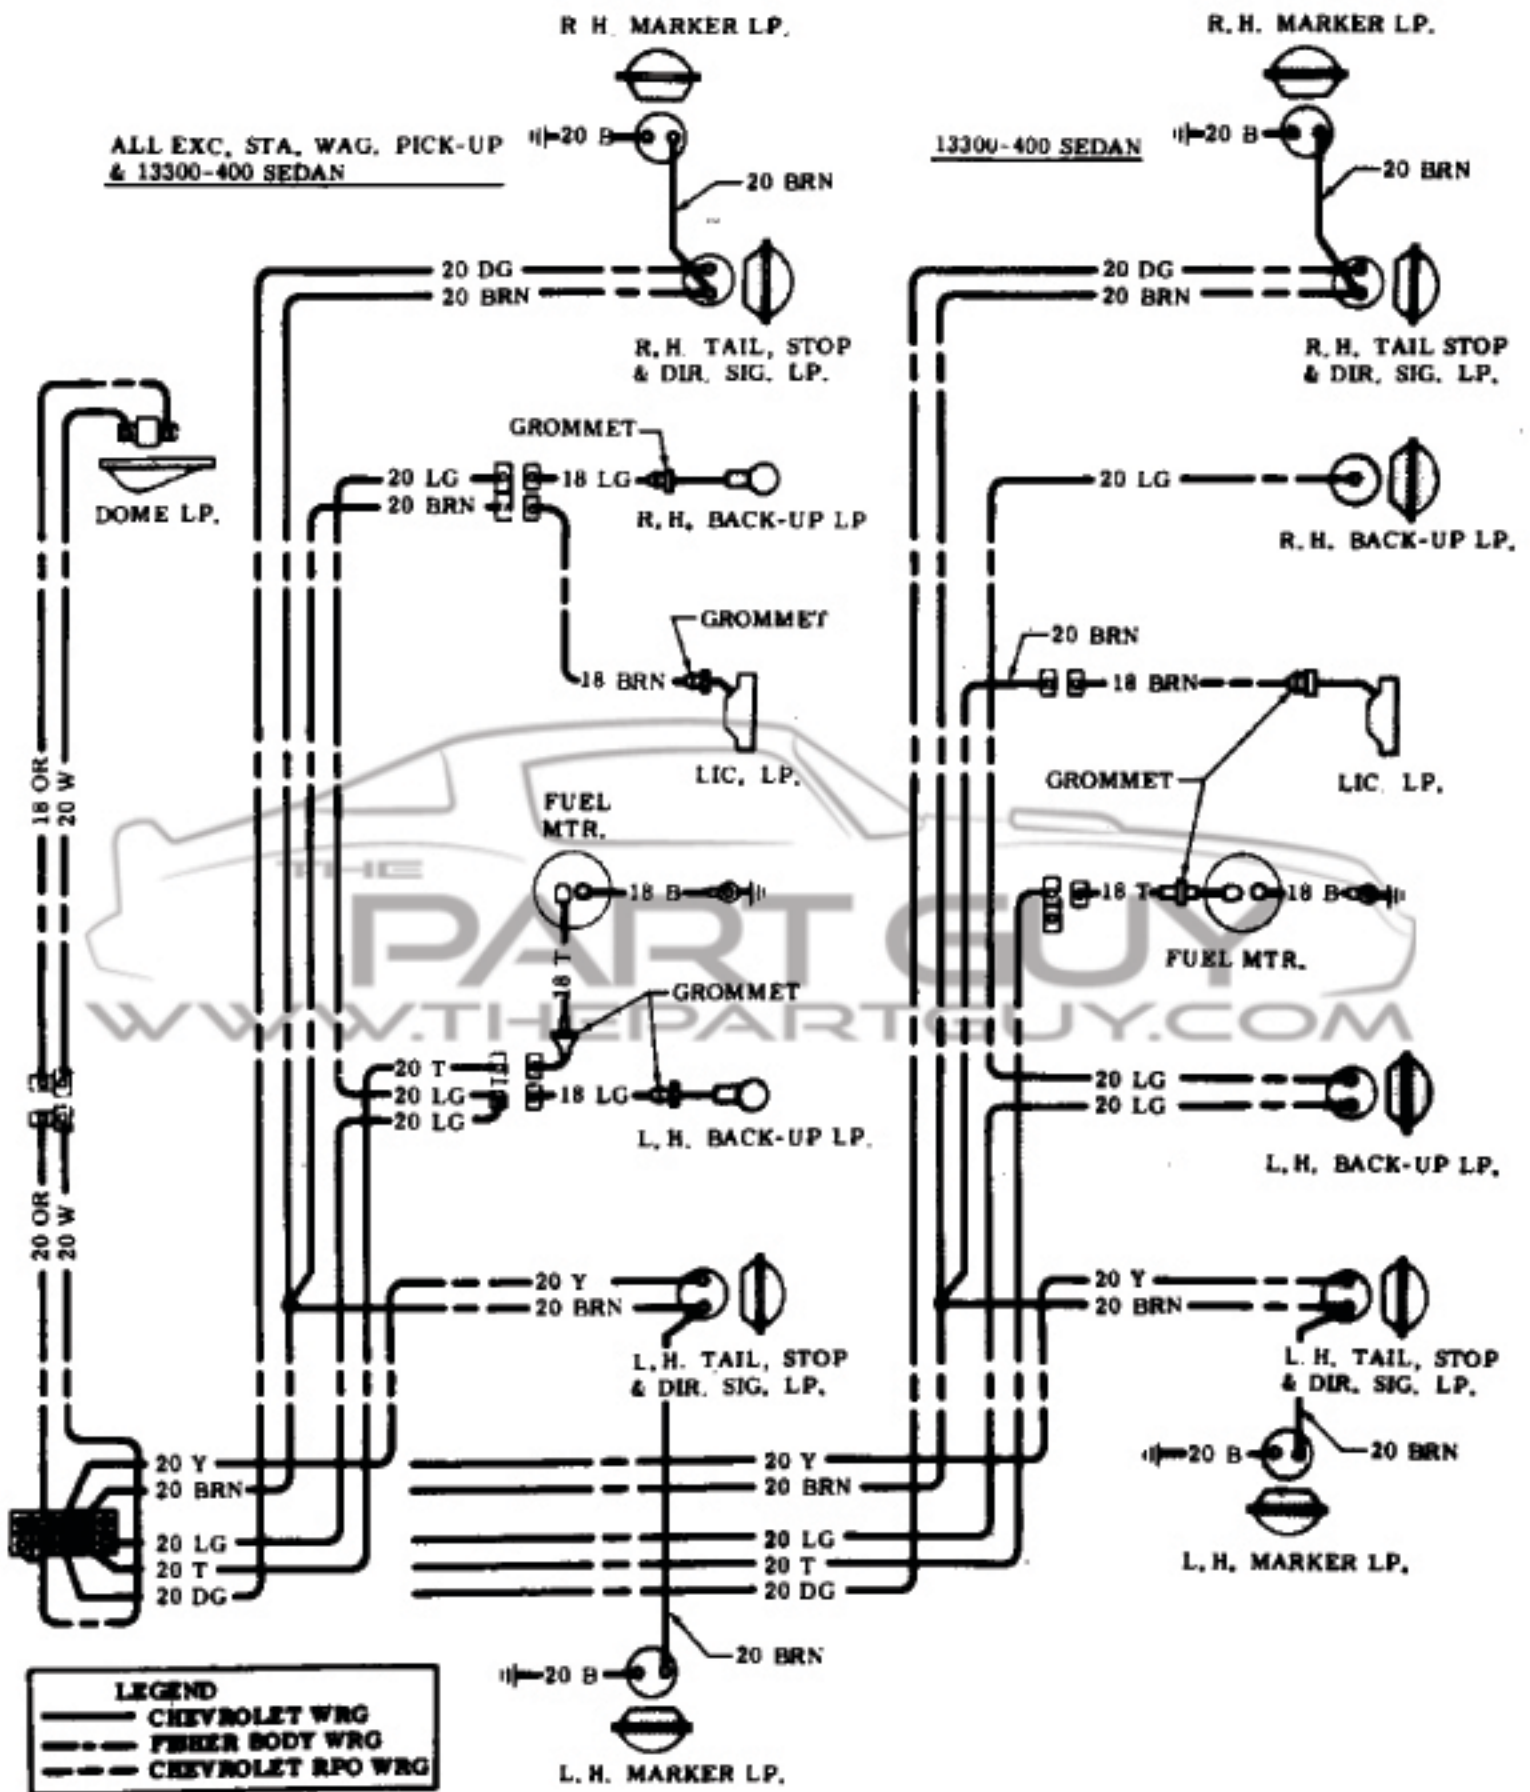 R H. MARKER LP.
R. H. MARKER LP.
ALL EXC. STA. WAG. PICK-UP
& 13300-400 SEDAN
20 B
20 BRN
13300-400 SEDAN
20 B
20 BRN
20 DG
20 BRN
20 DG
20 BRN
R. H. TAIL, STOP
& DIR. SIG. LP.
R. H. TAIL STOP
& DIR. SIG. LP.
DOME LP.
GROMMET
20 LG
18 LG
20 BRN
R. H. BACK-UP LP
20 LG
R. H. BACK-UP LP.
GROMMET
18 BRN
LIC. LP.
20 BRN
18 BRN
GROMMET
LIC. LP.
18 OR
20 W
FUEL
MTR.
18 B
18 T
GROMMET
18 T
18 B
FUEL MTR.
THE
PART GUY
WWW.THEPARTGUY.COM
20 T
20 LG
20 LG
18 LG
L. H. BACK-UP LP.
20 LG
20 LG
L. H. BACK-UP LP.
20 OR
20 W
20 Y
20 BRN
L. H. TAIL, STOP
& DIR. SIG. LP.
20 Y
20 BRN
L. H. TAIL, STOP
& DIR. SIG. LP.
20 B
20 BRN
L. H. MARKER LP.
20 Y
20 BRN
20 LG
20 T
20 DG
20 Y
20 BRN
20 LG
20 T
20 DG
20 B
20 BRN
L. H. MARKER LP.
LEGEND
CHEVROLET WRG
FISHER BODY WRG
CHEVROLET RPO WRG